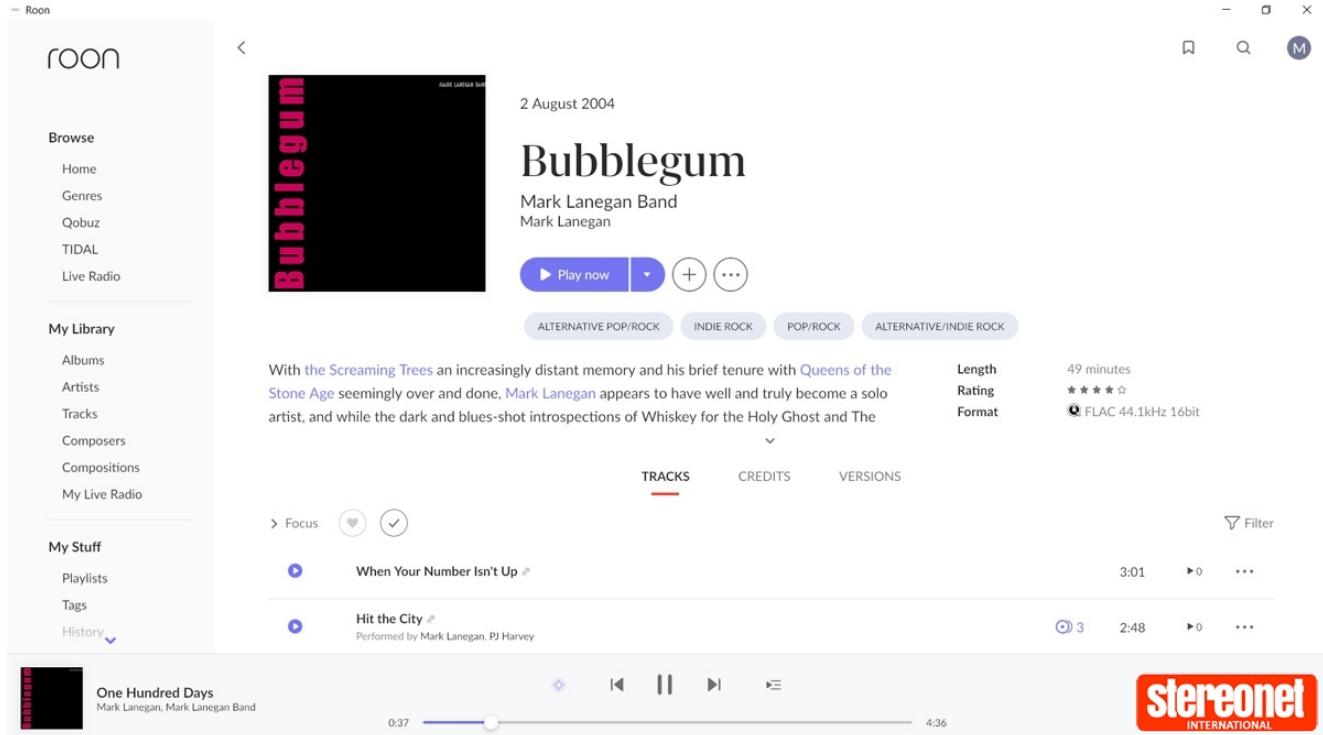 Roon
roon
M
Browse
Home
Genres
Qobuz
TIDAL
Live Radio
My Library
Albums
Artists
Tracks
Composers
Compositions
My Live Radio
My Stuff
Playlists
Tags
History
MARK LANEGAN BAND
Bubblegum
2 August 2004
Bubblegum
Mark Lanegan Band
Mark Lanegan
Play now
ALTERNATIVE POP/ROCK INDIE ROCK POP/ROCK ALTERNATIVE/INDIE ROCK
With the Screaming Trees an increasingly distant memory and his brief tenure with Queens of the
Stone Age seemingly over and done, Mark Lanegan appears to have well and truly become a solo
artist, and while the dark and blues-shot introspections of Whiskey for the Holy Ghost and The
Length 49 minutes
Rating
Format FLAC 44.1kHz 16bit
TRACKS CREDITS VERSIONS
Focus Filter
When Your Number Isn't Up 3:01 0
Hit the City 3 2:48 0
Performed by Mark Lanegan, PJ Harvey
Bubblegum
One Hundred Days
Mark Lanegan, Mark Lanegan Band
0:37 4:36
stereonet
INTERNATIONAL